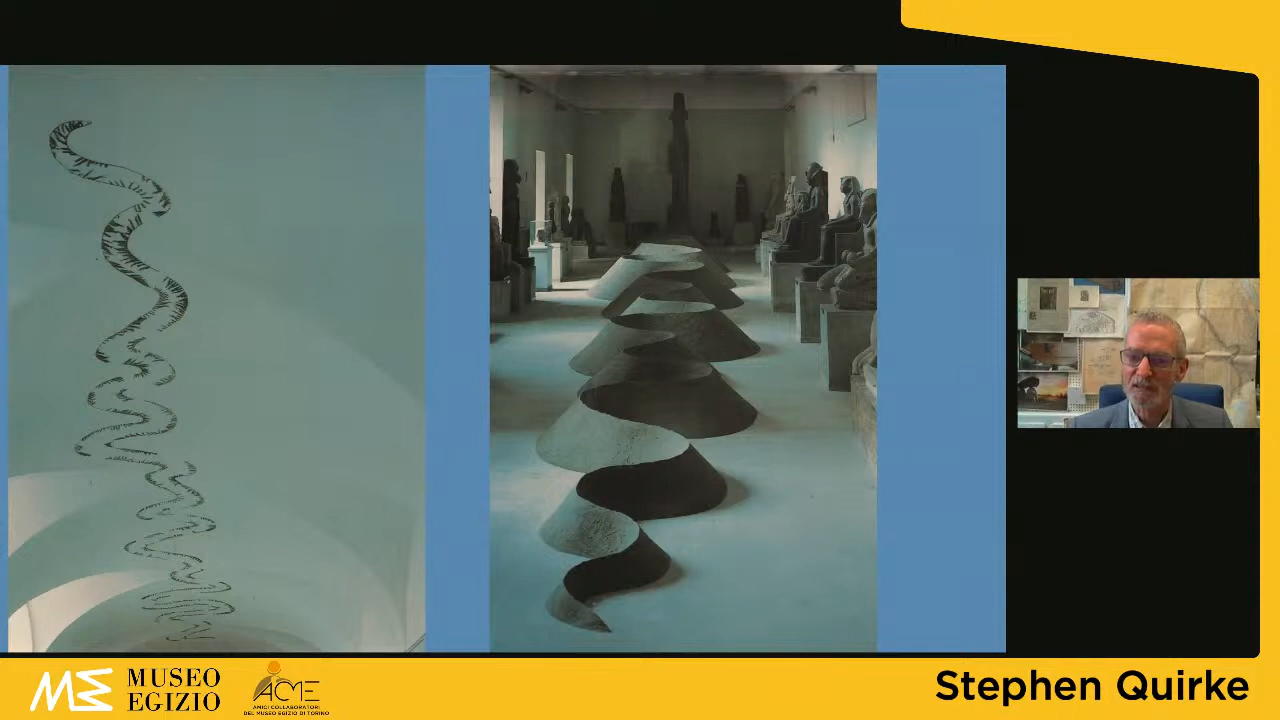 MUSEO
EGIZIO
ACME
AMICI COLLABORATORI
DEL MUSEO EGIZIO DI TORINO
Stephen Quirke